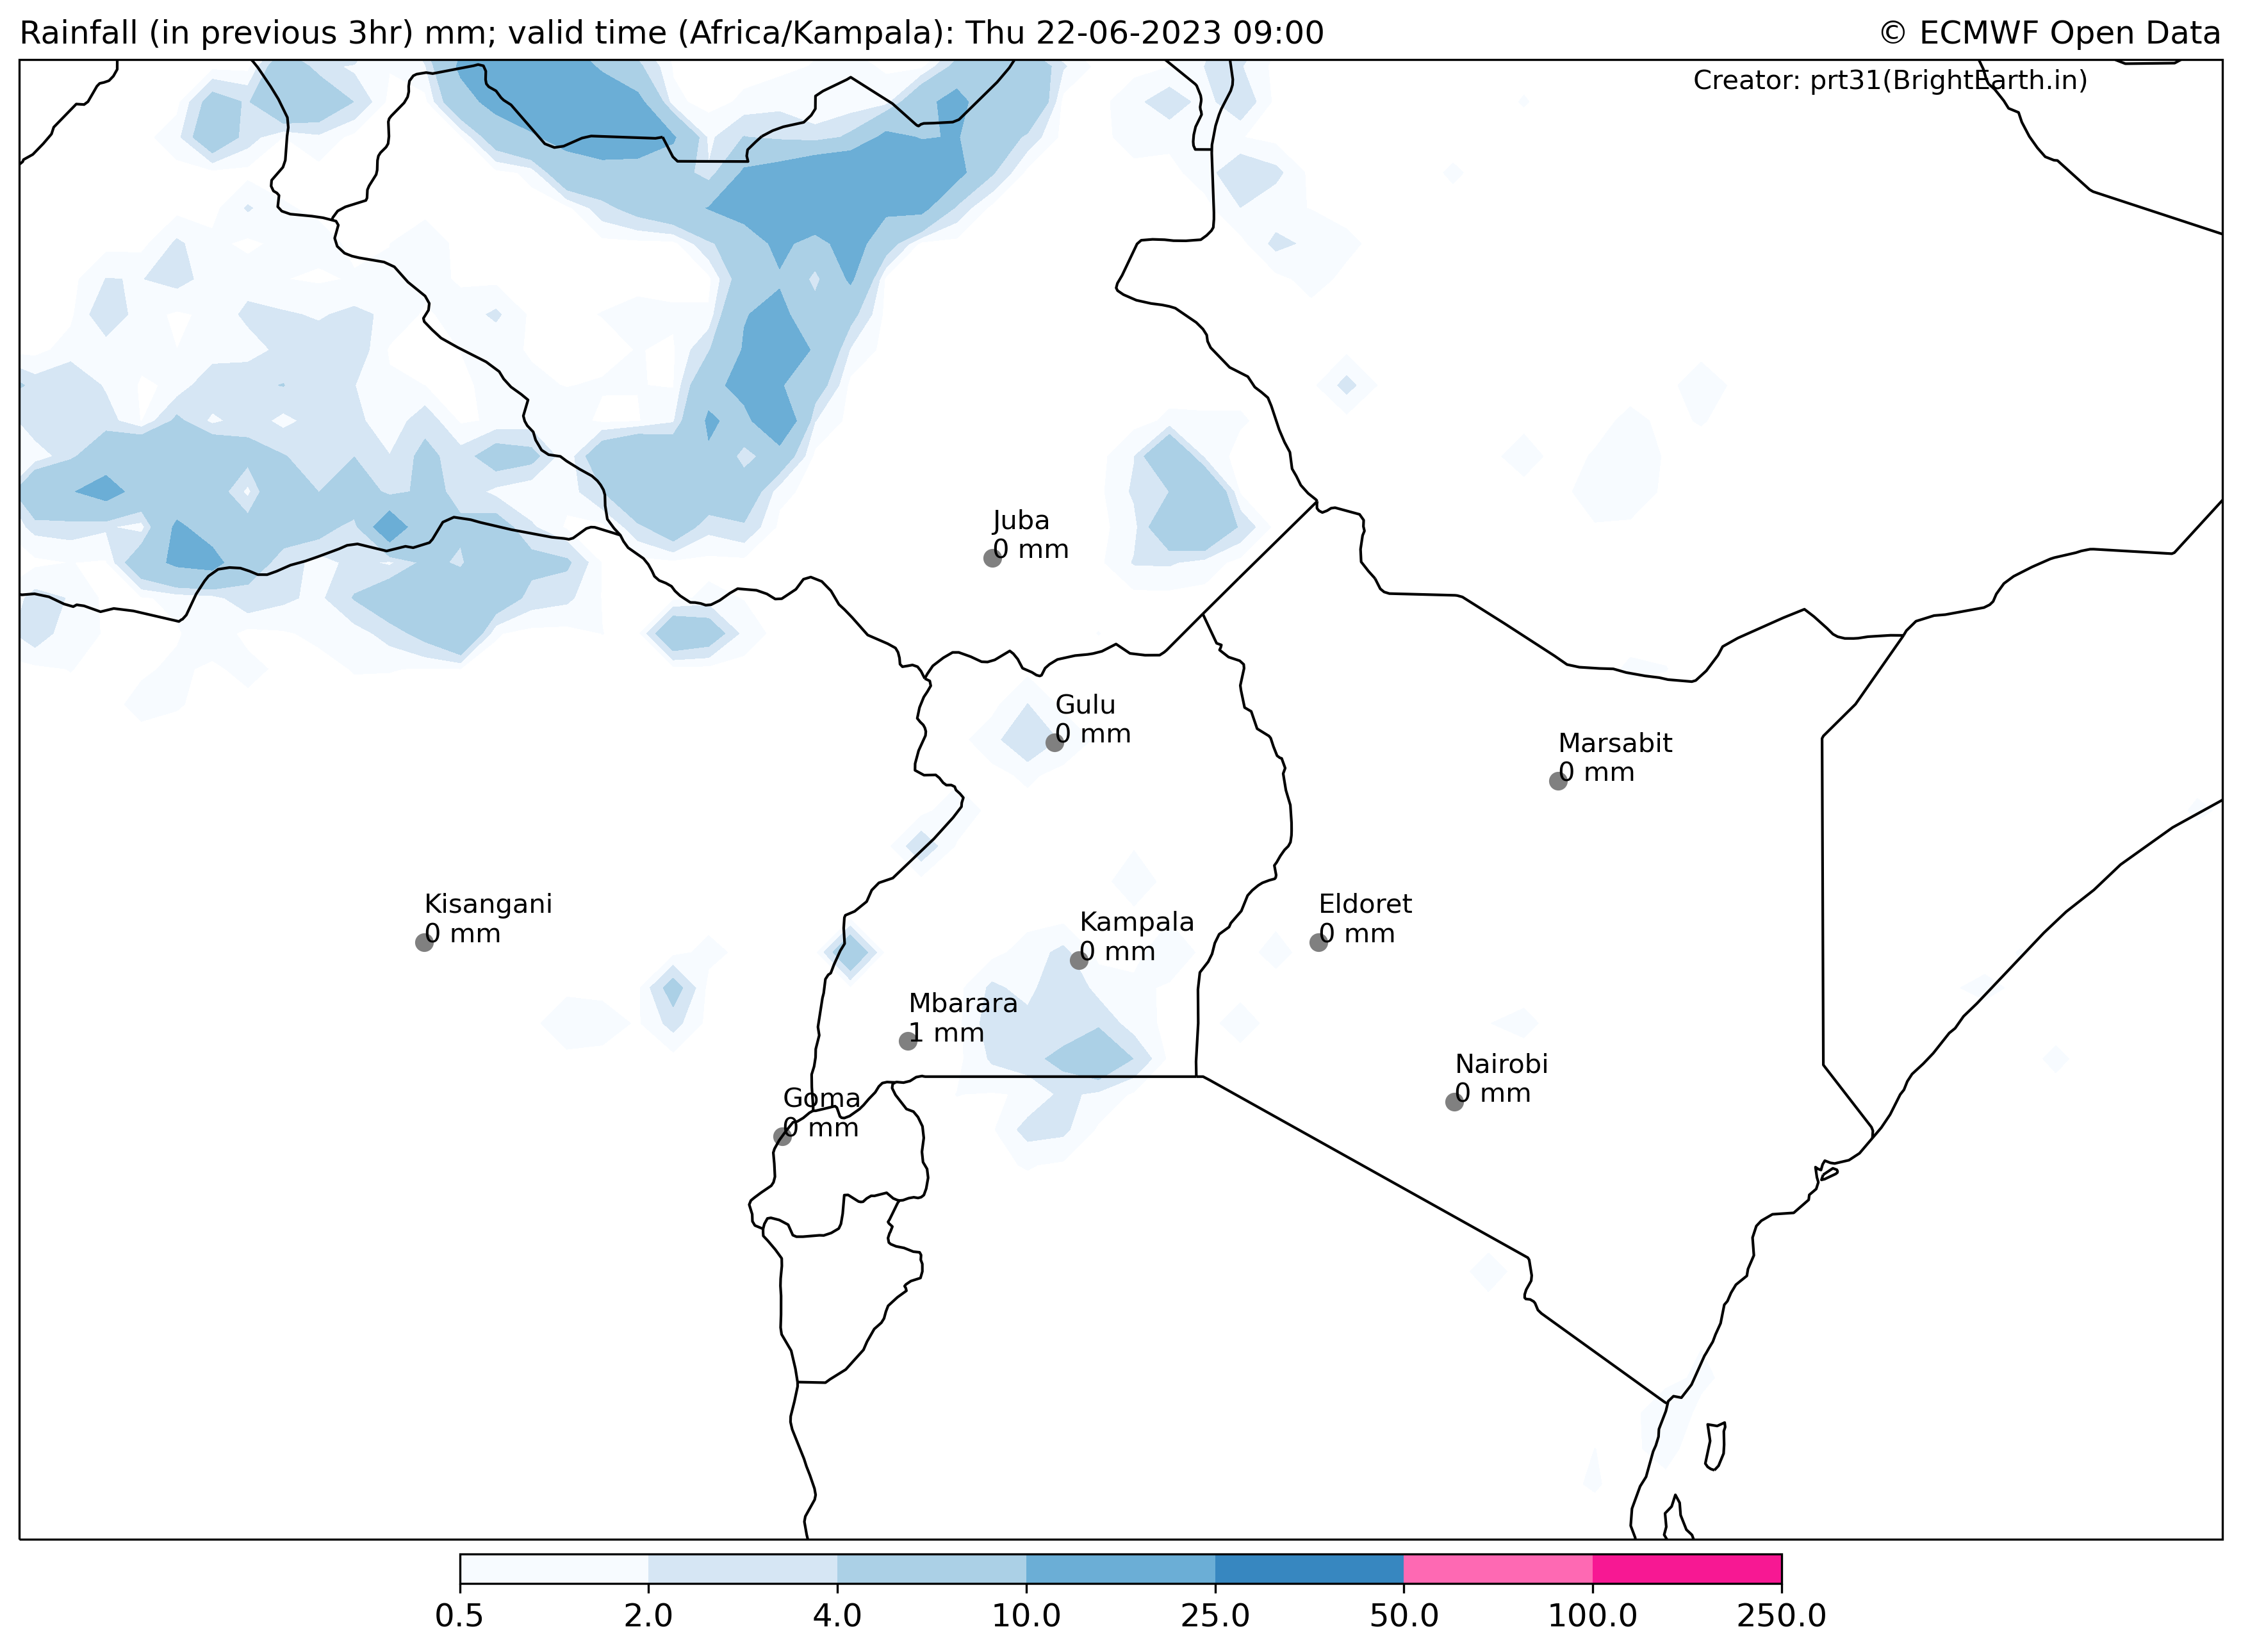 Rainfall (in previous 3hr) mm; valid time (Africa/Kampala): Thu 22-06-2023 09:00
© ECMWF Open Data
Creator: prt31(BrightEarth.in)
Juba
0 mm
Gulu
0 mm
Marsabit
0 mm
Kisangani
0 mm
Kampala
0 mm
Eldoret
0 mm
Mbarara
1 mm
Nairobi
0 mm
Goma
0 mm
0.5 2.0 4.0 10.0 25.0 50.0 100.0 250.0